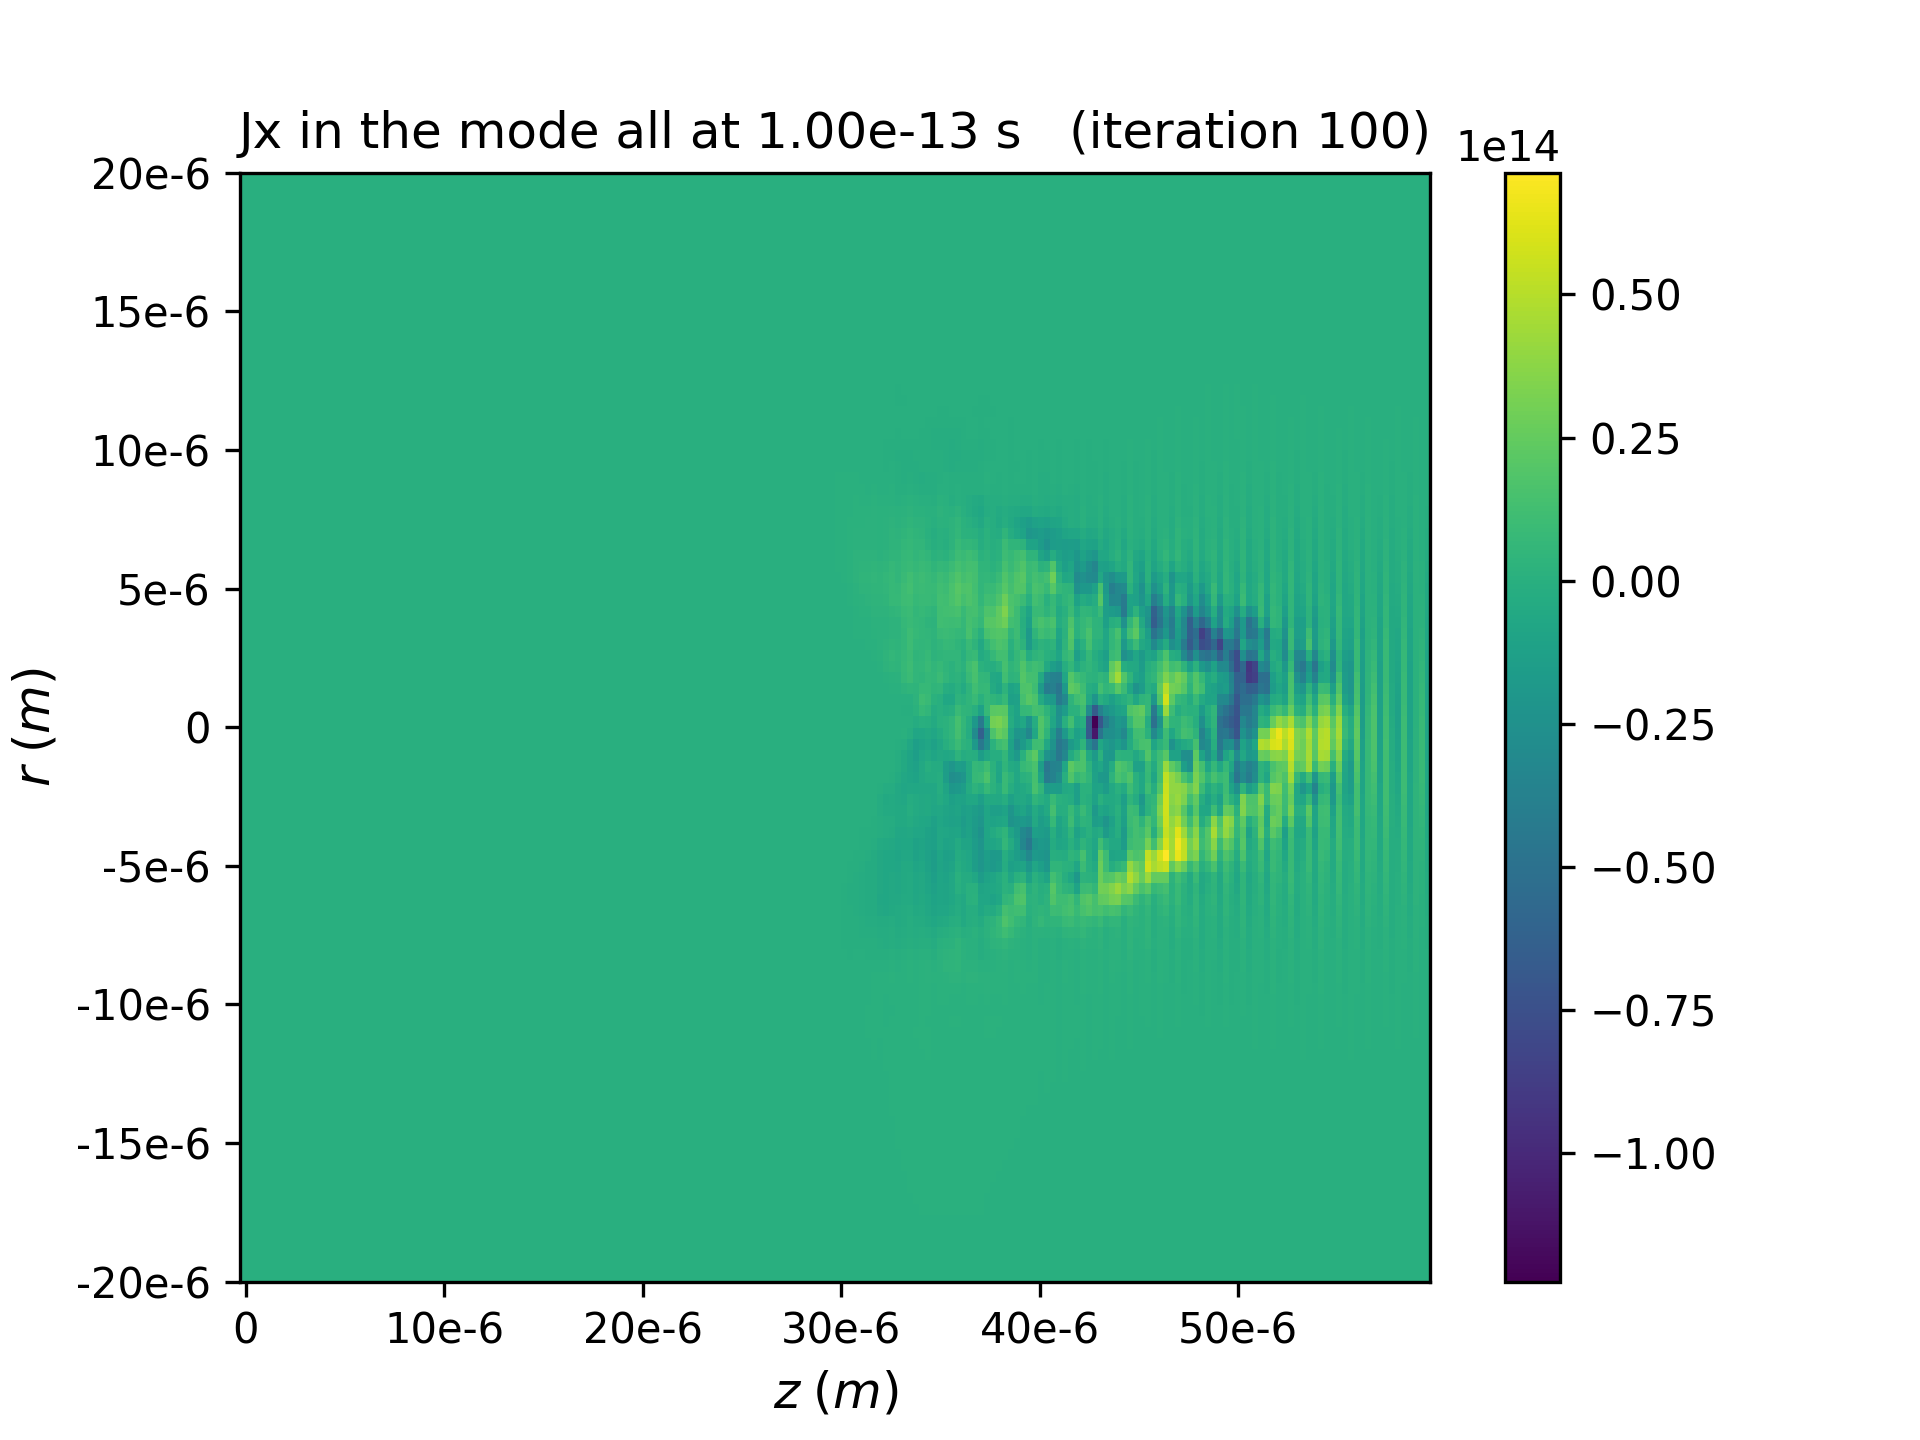 Jx in the mode all at 1.00e-13 s (iteration 100)
1e14
20e-6
15e-6
10e-6
5e-6
0
-5e-6
-10e-6
-15e-6
-20e-6
r (m)
0 10e-6 20e-6 30e-6 40e-6 50e-6
z (m)
0.50
0.25
0.00
−0.25
−0.50
−0.75
−1.00